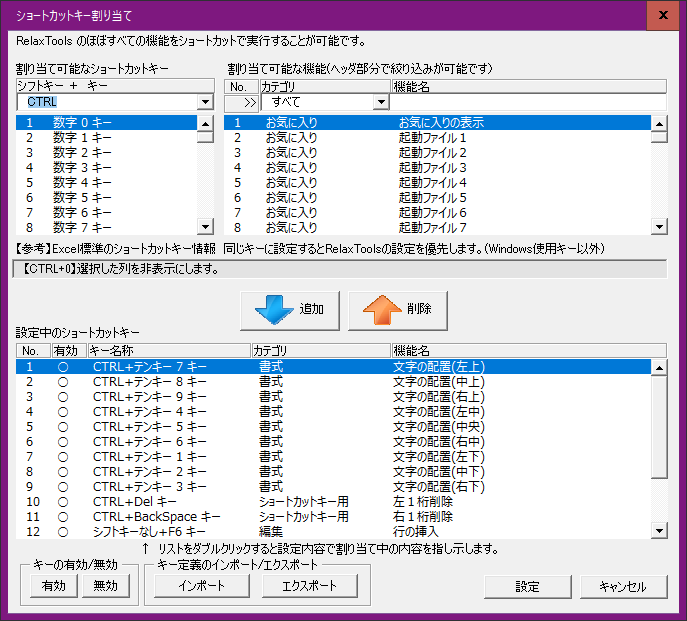 ショートカットキー割り当て
x
RelaxTools のほぼすべての機能をショートカットで実行することが可能です。
割り当て可能なショートカットキー
シフトキー + キー
CTRL
1 数字 0 キー
2 数字 1 キー
3 数字 2 キー
4 数字 3 キー
5 数字 4 キー
6 数字 5 キー
7 数字 6 キー
8 数字 7 キー
割り当て可能な機能(ヘッダ部分で絞り込みが可能です)
No. カテゴリ 機能名
>> すべて
1 お気に入り お気に入りの表示
2 お気に入り 起動ファイル1
3 お気に入り 起動ファイル2
4 お気に入り 起動ファイル3
5 お気に入り 起動ファイル4
6 お気に入り 起動ファイル5
7 お気に入り 起動ファイル6
8 お気に入り 起動ファイル7
【参考】Excel標準のショートカットキー情報 同じキーに設定するとRelaxToolsの設定を優先します。(Windows使用キー以外)
【CTRL+0】選択した列を非表示にします。
追加
削除
設定中のショートカットキー
No. 有効 キー名称 カテゴリ 機能名
1 ○ CTRL+テンキー 7 キー 書式 文字の配置(左上)
2 ○ CTRL+テンキー 8 キー 書式 文字の配置(中上)
3 ○ CTRL+テンキー 9 キー 書式 文字の配置(右上)
4 ○ CTRL+テンキー 4 キー 書式 文字の配置(左中)
5 ○ CTRL+テンキー 5 キー 書式 文字の配置(中央)
6 ○ CTRL+テンキー 6 キー 書式 文字の配置(右中)
7 ○ CTRL+テンキー 1 キー 書式 文字の配置(左下)
8 ○ CTRL+テンキー 2 キー 書式 文字の配置(中下)
9 ○ CTRL+テンキー 3 キー 書式 文字の配置(右下)
10 ○ CTRL+Del キー ショートカットキー用 左1桁削除
11 ○ CTRL+BackSpace キー ショートカットキー用 右1桁削除
12 ○ シフトキーなし+F6 キー 編集 行の挿入
↑ リストをダブルクリックすると設定内容で割り当て中の内容を指し示します。
キーの有効/無効
有効 無効
キー定義のインポート/エクスポート
インポート エクスポート
設定 キャンセル